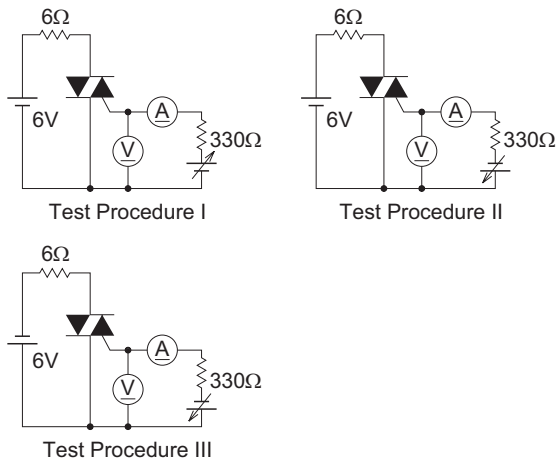 6Ω
6V
A
V
330Ω
Test Procedure I
6Ω
6V
A
V
330Ω
Test Procedure II
6Ω
6V
A
V
330Ω
Test Procedure III